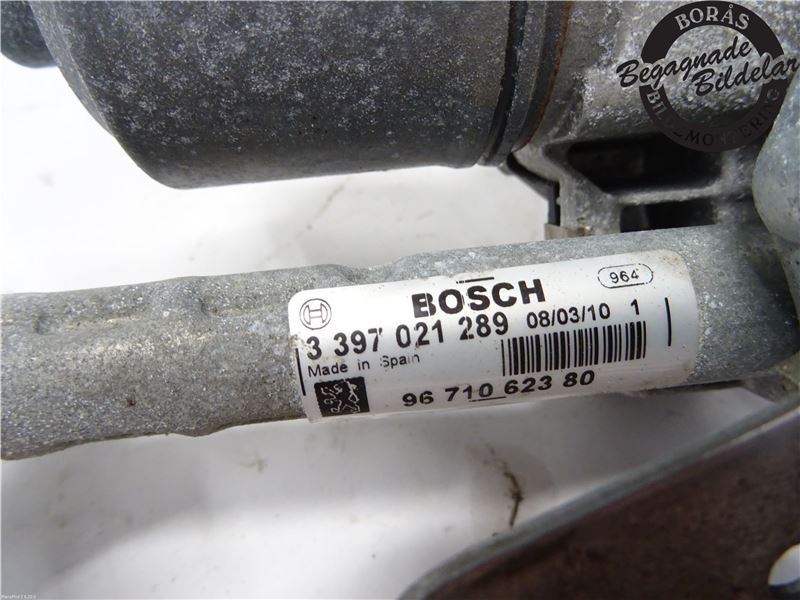 BORÅS
Begagnade
Bildelar
BILDEMONTERING
964
BOSCH
3 397 021 289 08/03/10 1
Made in Spain
96 710 623 80